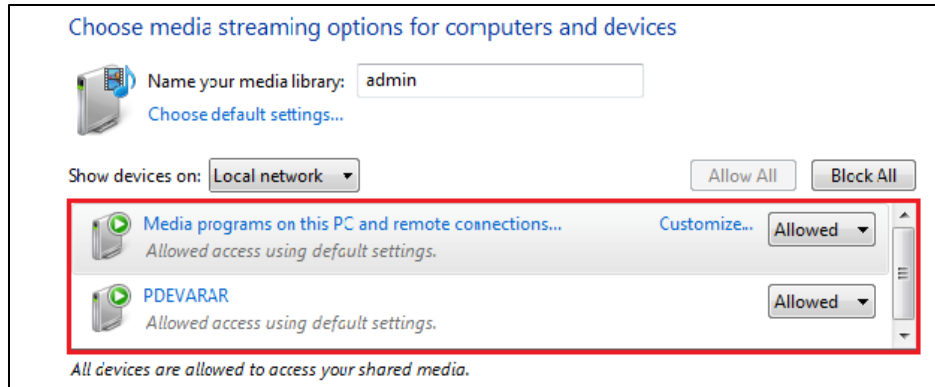 Choose media streaming options for computers and devices
Name your media library: admin
Choose default settings...
Show devices on: Local network Allow All Block All
Media programs on this PC and remote connections... Customize... Allowed
Allowed access using default settings.
PDEVARAR Allowed
Allowed access using default settings.
All devices are allowed to access your shared media.